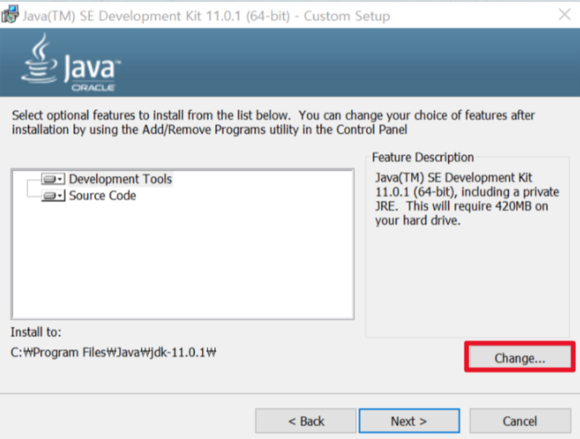 Java(TM) SE Development Kit 11.0.1 (64-bit) - Custom Setup
Java™
ORACLE
Select optional features to install from the list below.  You can change your choice of features after
installation by using the Add/Remove Programs utility in the Control Panel
Development Tools
Source Code
Feature Description
Java(TM) SE Development Kit
11.0.1 (64-bit), including a private
JRE.  This will require 420MB on
your hard drive.
Install to:
C:₩Program Files₩Java₩jdk-11.0.1₩
Change...
< Back
Next >
Cancel